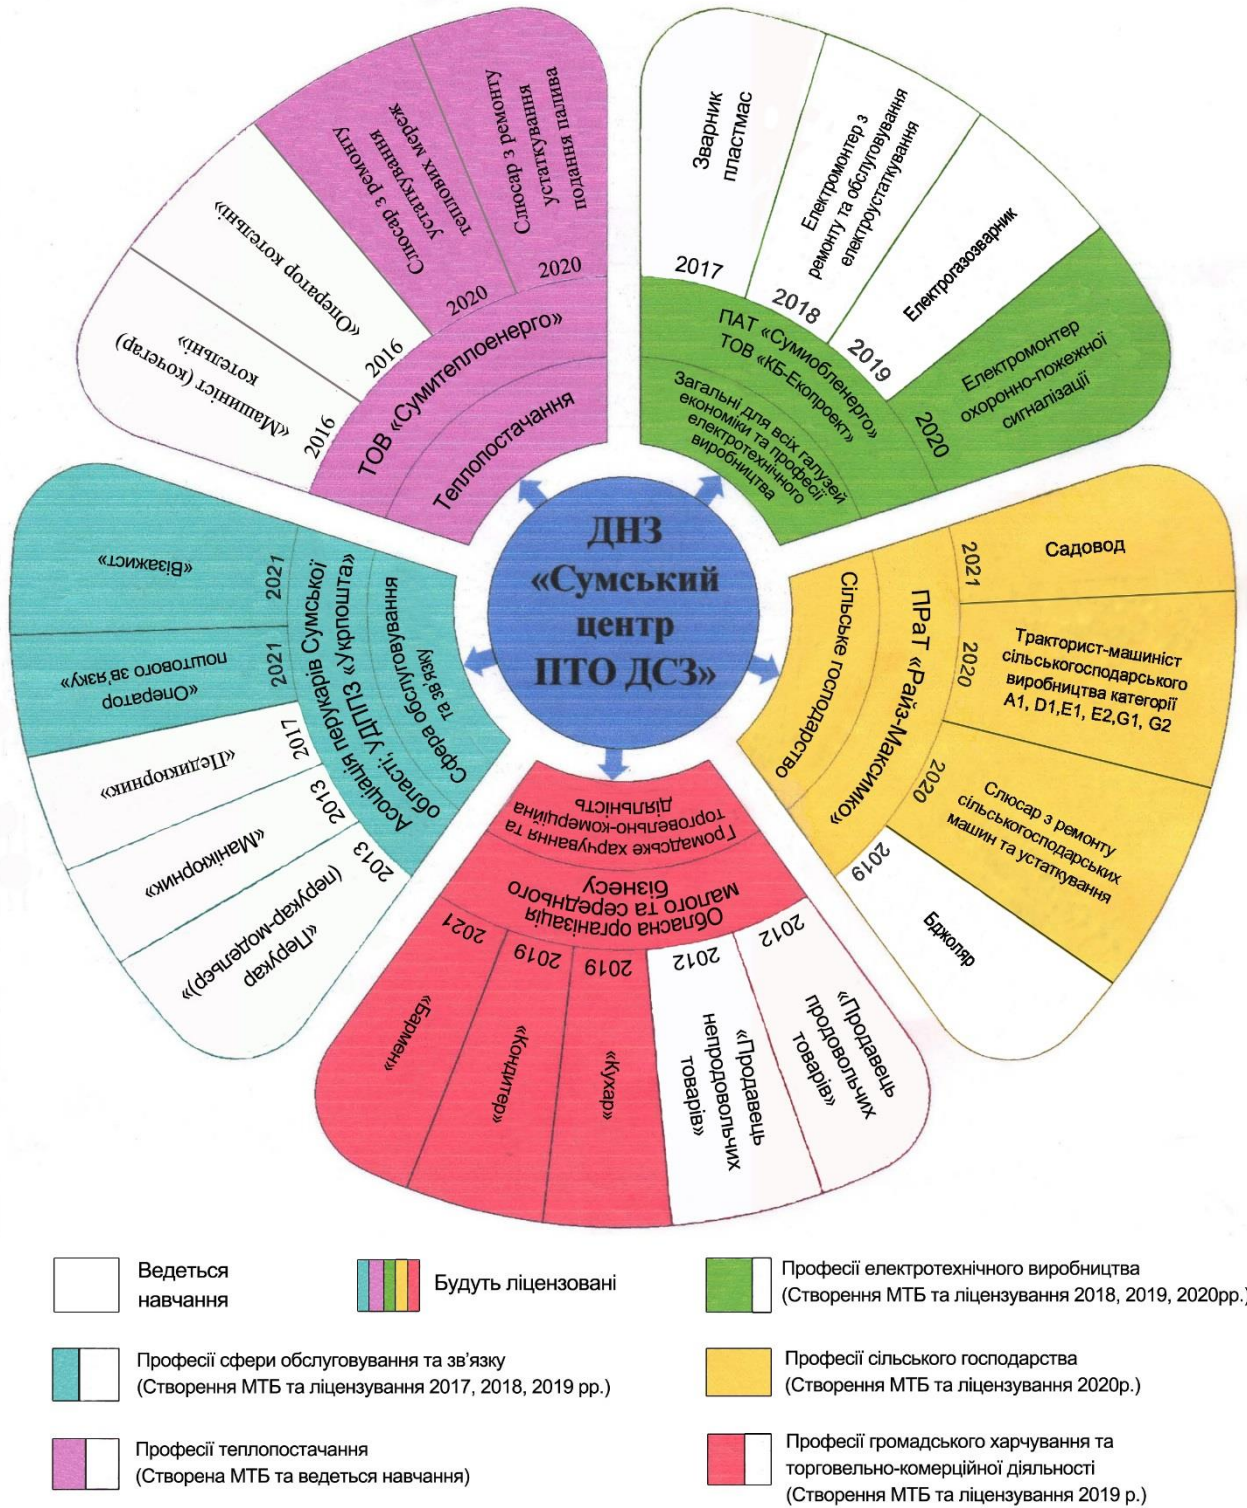 ДНЗ
«Сумський
центр
ПТО ДСЗ»
Зварник
пластмас
2017
Електромонтер з
ремонту та обслуговування
електроустаткування
2018
Електрогазозварник
2019
Електромонтер
охоронно-пожежної
сигналізації
2020
ПАТ «Сумиобленерго»
ТОВ «КБ-Екопроект»
Загальні для всіх галузей
економіки та професії
електротехнічного
виробництва
Садовод
2021
Тракторист-машиніст
сільськогосподарського
виробництва категорії
A1, D1,E1, E2,G1, G2
2020
Слюсар з ремонту
сільськогосподарських
машин та устаткування
2020
Бджоляр
2019
ПРаТ «Райз-Максимко»
Сільське господарство
«Продавець
продовольчих
товарів»
2012
«Продавець
непродовольчих
товарів»
2012
«Кухар»
2019
«Кондитер»
2019
«Бармен»
2021
Обласна організація
малого та середнього
бізнесу
Громадське харчування та
торговельно-комерційна
діяльність
«Перукар
(перукар-модельєр)»
2013
«Манікюрник»
2013
«Педикюрник»
2017
«Оператор
поштового зв'язку»
2021
«Візажист»
2021
Асоціація перукарів Сумської
області, УДППЗ «Укрпошта»
Сфера обслуговування
та зв'язку
«Машиніст (кочегар)
котельні»
2016
«Оператор котельні»
2016
Слюсар з ремонту
устаткування
теплових мереж
2020
Слюсар з ремонту
устаткування
подання палива
2020
ТОВ «Сумитеплоенерго»
Теплопостачання
Ведеться
навчання
Будуть ліцензовані
Професії електротехнічного виробництва
(Створення МТБ та ліцензування 2018, 2019, 2020рр.)
Професії сфери обслуговування та зв'язку
(Створення МТБ та ліцензування 2017, 2018, 2019 рр.)
Професії сільського господарства
(Створення МТБ та ліцензування 2020р.)
Професії теплопостачання
(Створена МТБ та ведеться навчання)
Професії громадського харчування та
торговельно-комерційної діяльності
(Створення МТБ та ліцензування 2019 р.)